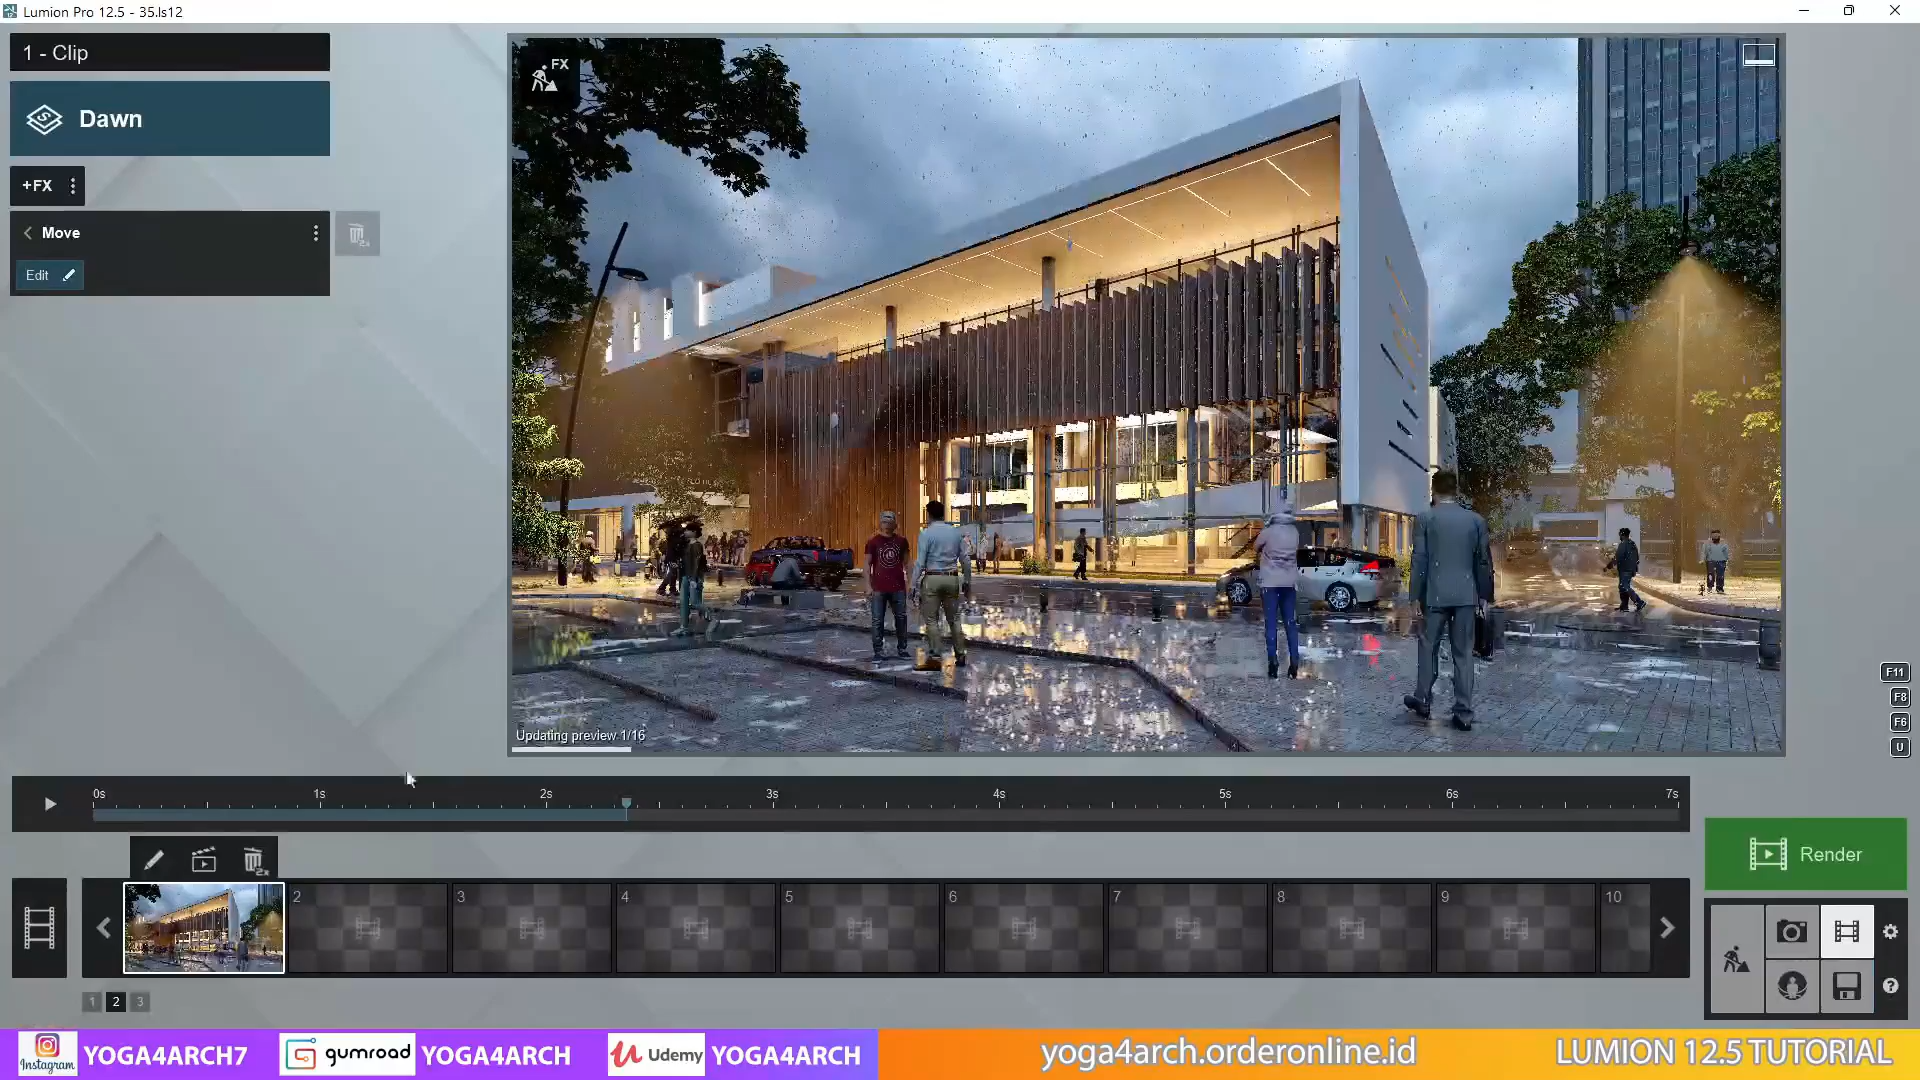 Lumion Pro 12.5 - 35.ls12
1 - Clip
Dawn
+FX
Move
Edit
FX
Updating preview 1/16
F11
F8
F6
U
0s 1s 2s 3s 4s 5s 6s 7s
Render
2 3 4 5 6 7 8 9 10
1 2 3
Instagram YOGA4ARCH7 gumroad YOGA4ARCH Udemy YOGA4ARCH yoga4arch.orderonline.id LUMION 12.5 TUTORIAL